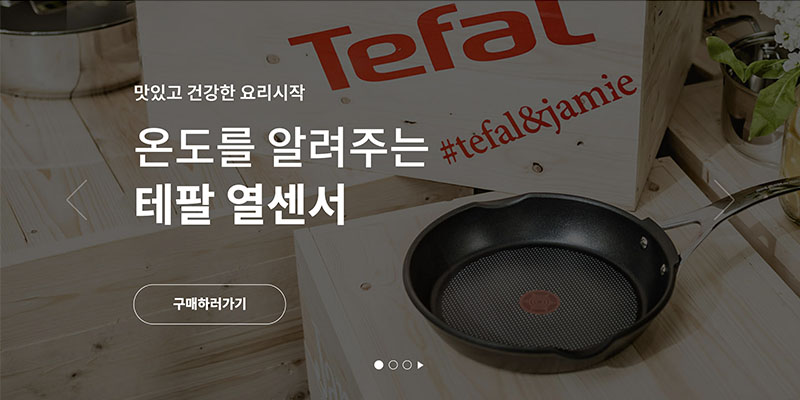 Tefal
#tefal&jamie
맛있고 건강한 요리시작
온도를 알려주는
테팔 열센서
구매하러가기